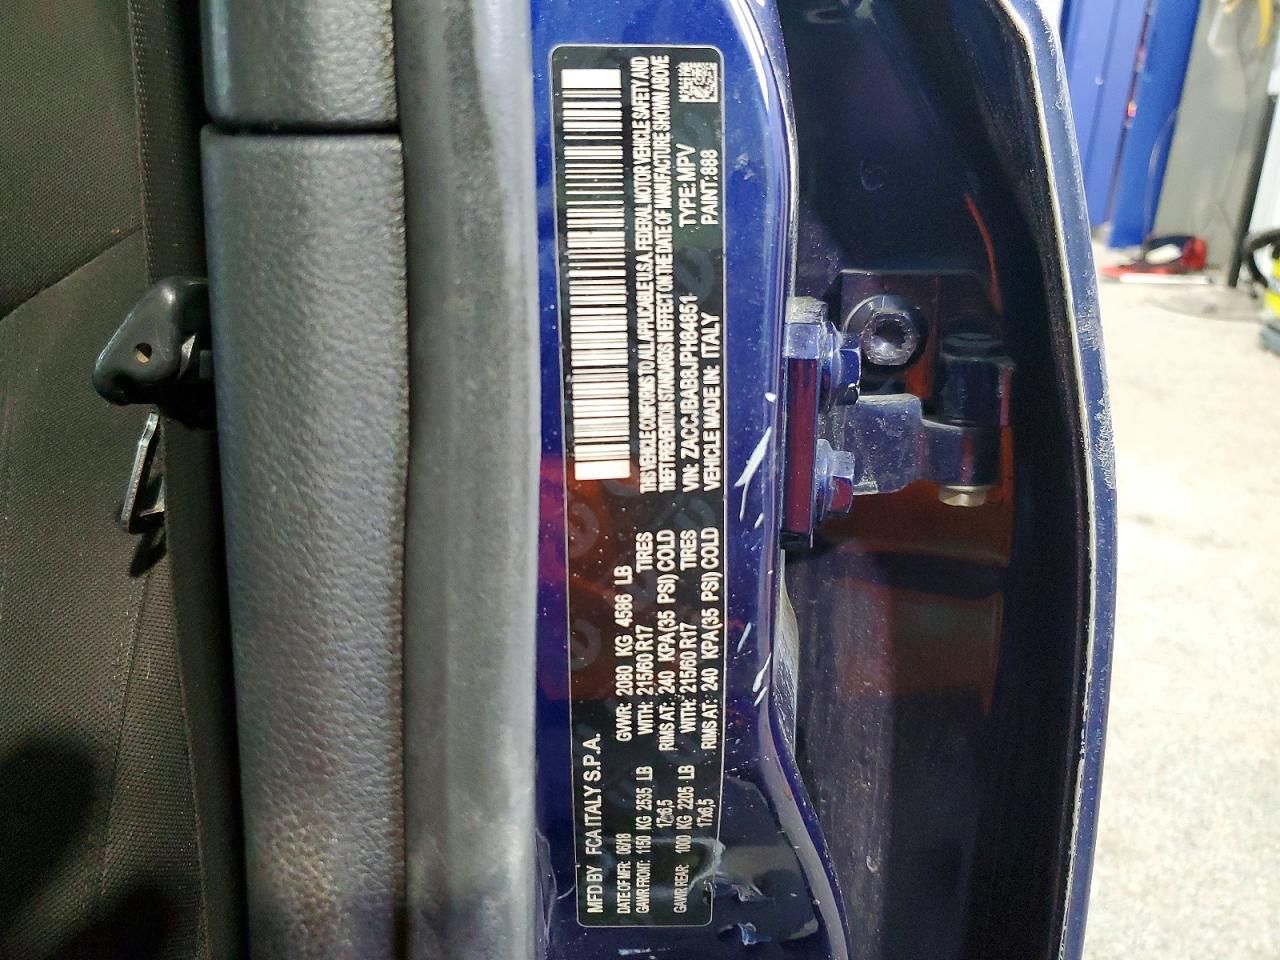 MFD BY FCA ITALY S.P.A.
DATE OF MFR: 06/18 GVWR: 2080 KG 4586 LB
GAWR FRONT: 1150 KG 2535 LB WITH: 215/60 R17 TIRES
17x6,5 RIMS AT: 240 KPA(35 PSI) COLD
GAWR REAR: 1000 KG 2205 LB WITH: 215/60 R17 TIRES
17x6,5 RIMS AT: 240 KPA(35 PSI) COLD
THIS VEHICLE CONFORMS TO ALL APPLICABLE U.S.A. FEDERAL MOTOR VEHICLE SAFETY AND
THEFT PREVENTION STANDARDS IN EFFECT ON THE DATE OF MANUFACTURE SHOWN ABOVE
VIN: ZACCJBAB8JPH84851 TYPE: MPV
VEHICLE MADE IN: ITALY PAINT: 888